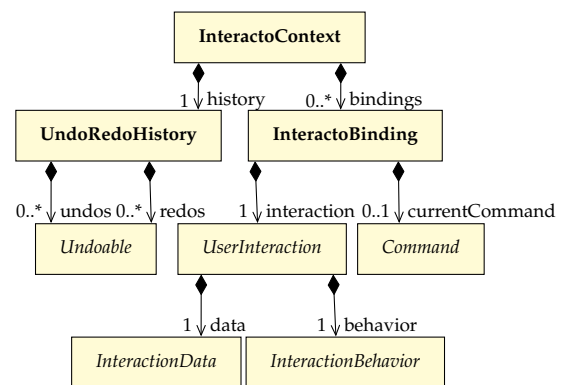 InteractoContext
1 history 0..* bindings
UndoRedoHistory InteractoBinding
0..* undos 0..* redos 1 interaction 0..1 currentCommand
Undoable UserInteraction Command
1 data 1 behavior
InteractionData InteractionBehavior